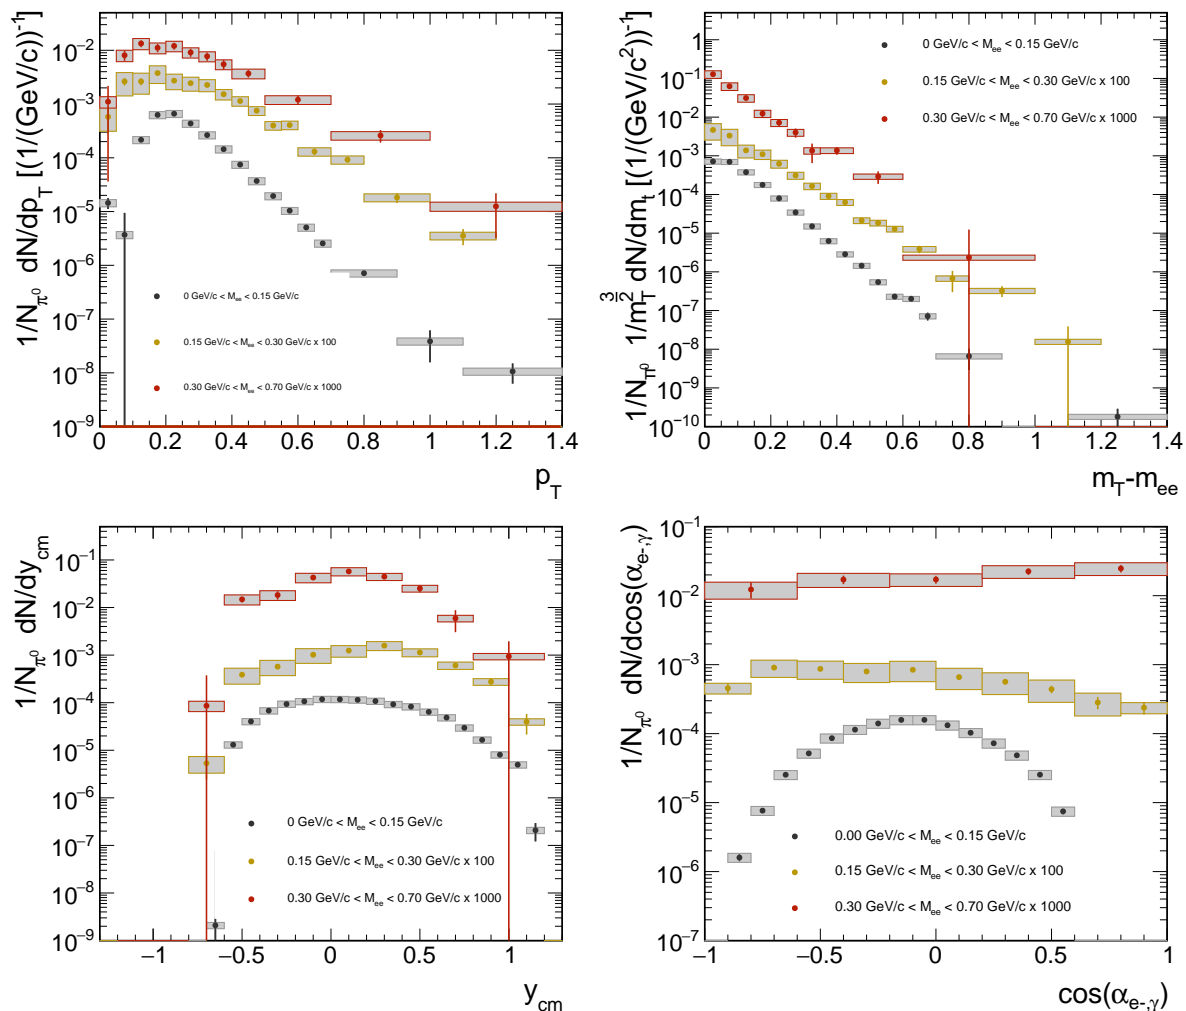 1/N_π⁰ dN/dp_T [(1/(GeV/c))⁻¹]
10⁻²
10⁻³
10⁻⁴
10⁻⁵
10⁻⁶
10⁻⁷
10⁻⁸
10⁻⁹
0 GeV/c < M_ee < 0.15 GeV/c
0.15 GeV/c < M_ee < 0.30 GeV/c x 100
0.30 GeV/c < M_ee < 0.70 GeV/c x 1000
0 0.2 0.4 0.6 0.8 1 1.2 1.4
p_T
1/N_π⁰ 1/m_T^(3/2) dN/dm_t [(1/(GeV/c²))⁻¹]
1
10⁻¹
10⁻²
10⁻³
10⁻⁴
10⁻⁵
10⁻⁶
10⁻⁷
10⁻⁸
10⁻⁹
10⁻¹⁰
0 GeV/c < M_ee < 0.15 GeV/c
0.15 GeV/c < M_ee < 0.30 GeV/c x 100
0.30 GeV/c < M_ee < 0.70 GeV/c x 1000
0 0.2 0.4 0.6 0.8 1 1.2 1.4
m_T-m_ee
1/N_π⁰ dN/dy_cm
10⁻¹
10⁻²
10⁻³
10⁻⁴
10⁻⁵
10⁻⁶
10⁻⁷
10⁻⁸
10⁻⁹
0 GeV/c < M_ee < 0.15 GeV/c
0.15 GeV/c < M_ee < 0.30 GeV/c x 100
0.30 GeV/c < M_ee < 0.70 GeV/c x 1000
−1 −0.5 0 0.5 1
y_cm
1/N_π⁰ dN/dcos(α_e-,γ)
10⁻¹
10⁻²
10⁻³
10⁻⁴
10⁻⁵
10⁻⁶
10⁻⁷
0.00 GeV/c < M_ee < 0.15 GeV/c
0.15 GeV/c < M_ee < 0.30 GeV/c x 100
0.30 GeV/c < M_ee < 0.70 GeV/c x 1000
−1 −0.5 0 0.5 1
cos(α_e-,γ)